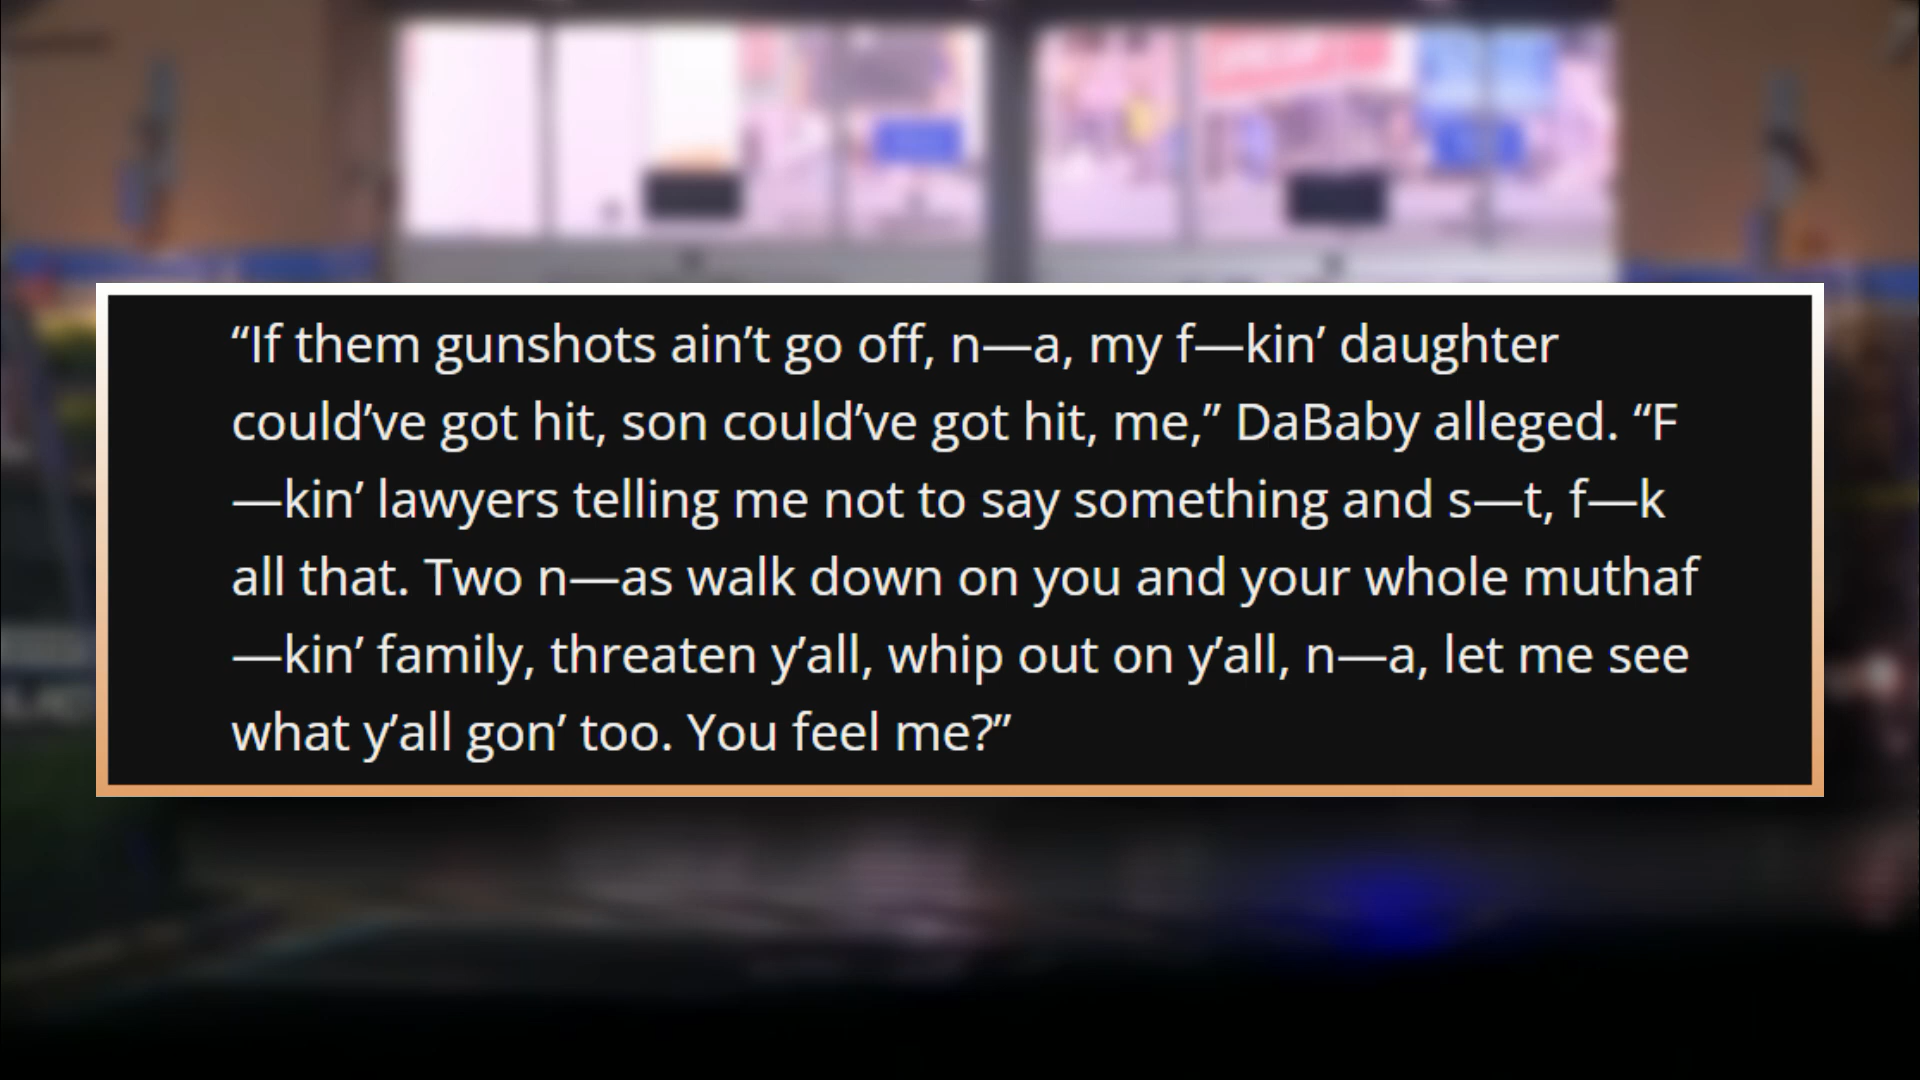 “If them gunshots ain’t go off, n—a, my f—kin’ daughter
could’ve got hit, son could’ve got hit, me,” DaBaby alleged. “F
—kin’ lawyers telling me not to say something and s—t, f—k
all that. Two n—as walk down on you and your whole muthaf
—kin’ family, threaten y’all, whip out on y’all, n—a, let me see
what y’all gon’ too. You feel me?”